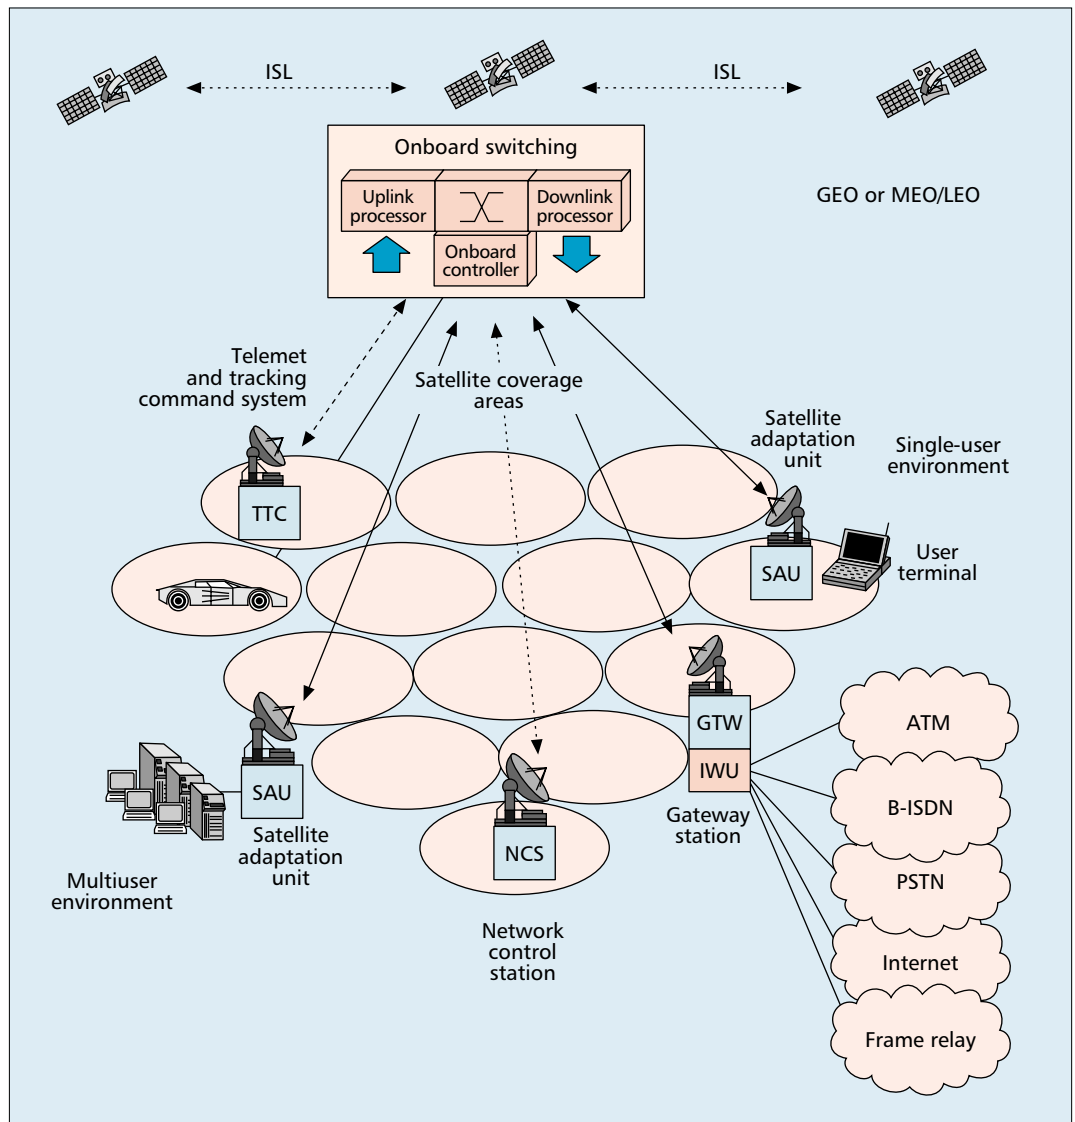 ISL
ISL
Onboard switching
Uplink
processor
Downlink
processor
Onboard
controller
GEO or MEO/LEO
Telemet
and tracking
command system
Satellite coverage
areas
Satellite
adaptation
unit
Single-user
environment
TTC
SAU
User
terminal
GTW
IWU
Gateway
station
ATM
B-ISDN
PSTN
Internet
Frame relay
SAU
Satellite
adaptation
unit
Multiuser
environment
NCS
Network
control
station